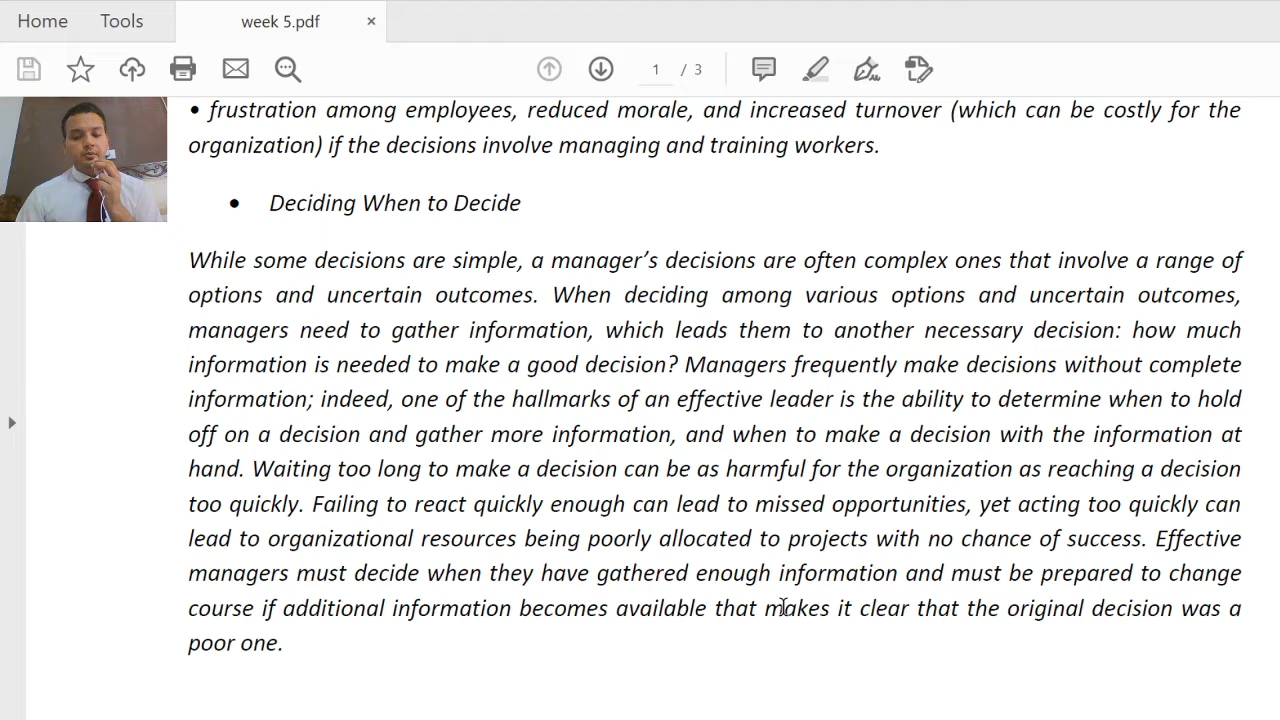 Home Tools week 5.pdf ×
1 / 3
• frustration among employees, reduced morale, and increased turnover (which can be costly for the
organization) if the decisions involve managing and training workers.
• Deciding When to Decide
While some decisions are simple, a manager’s decisions are often complex ones that involve a range of
options and uncertain outcomes. When deciding among various options and uncertain outcomes,
managers need to gather information, which leads them to another necessary decision: how much
information is needed to make a good decision? Managers frequently make decisions without complete
information; indeed, one of the hallmarks of an effective leader is the ability to determine when to hold
off on a decision and gather more information, and when to make a decision with the information at
hand. Waiting too long to make a decision can be as harmful for the organization as reaching a decision
too quickly. Failing to react quickly enough can lead to missed opportunities, yet acting too quickly can
lead to organizational resources being poorly allocated to projects with no chance of success. Effective
managers must decide when they have gathered enough information and must be prepared to change
course if additional information becomes available that makes it clear that the original decision was a
poor one.